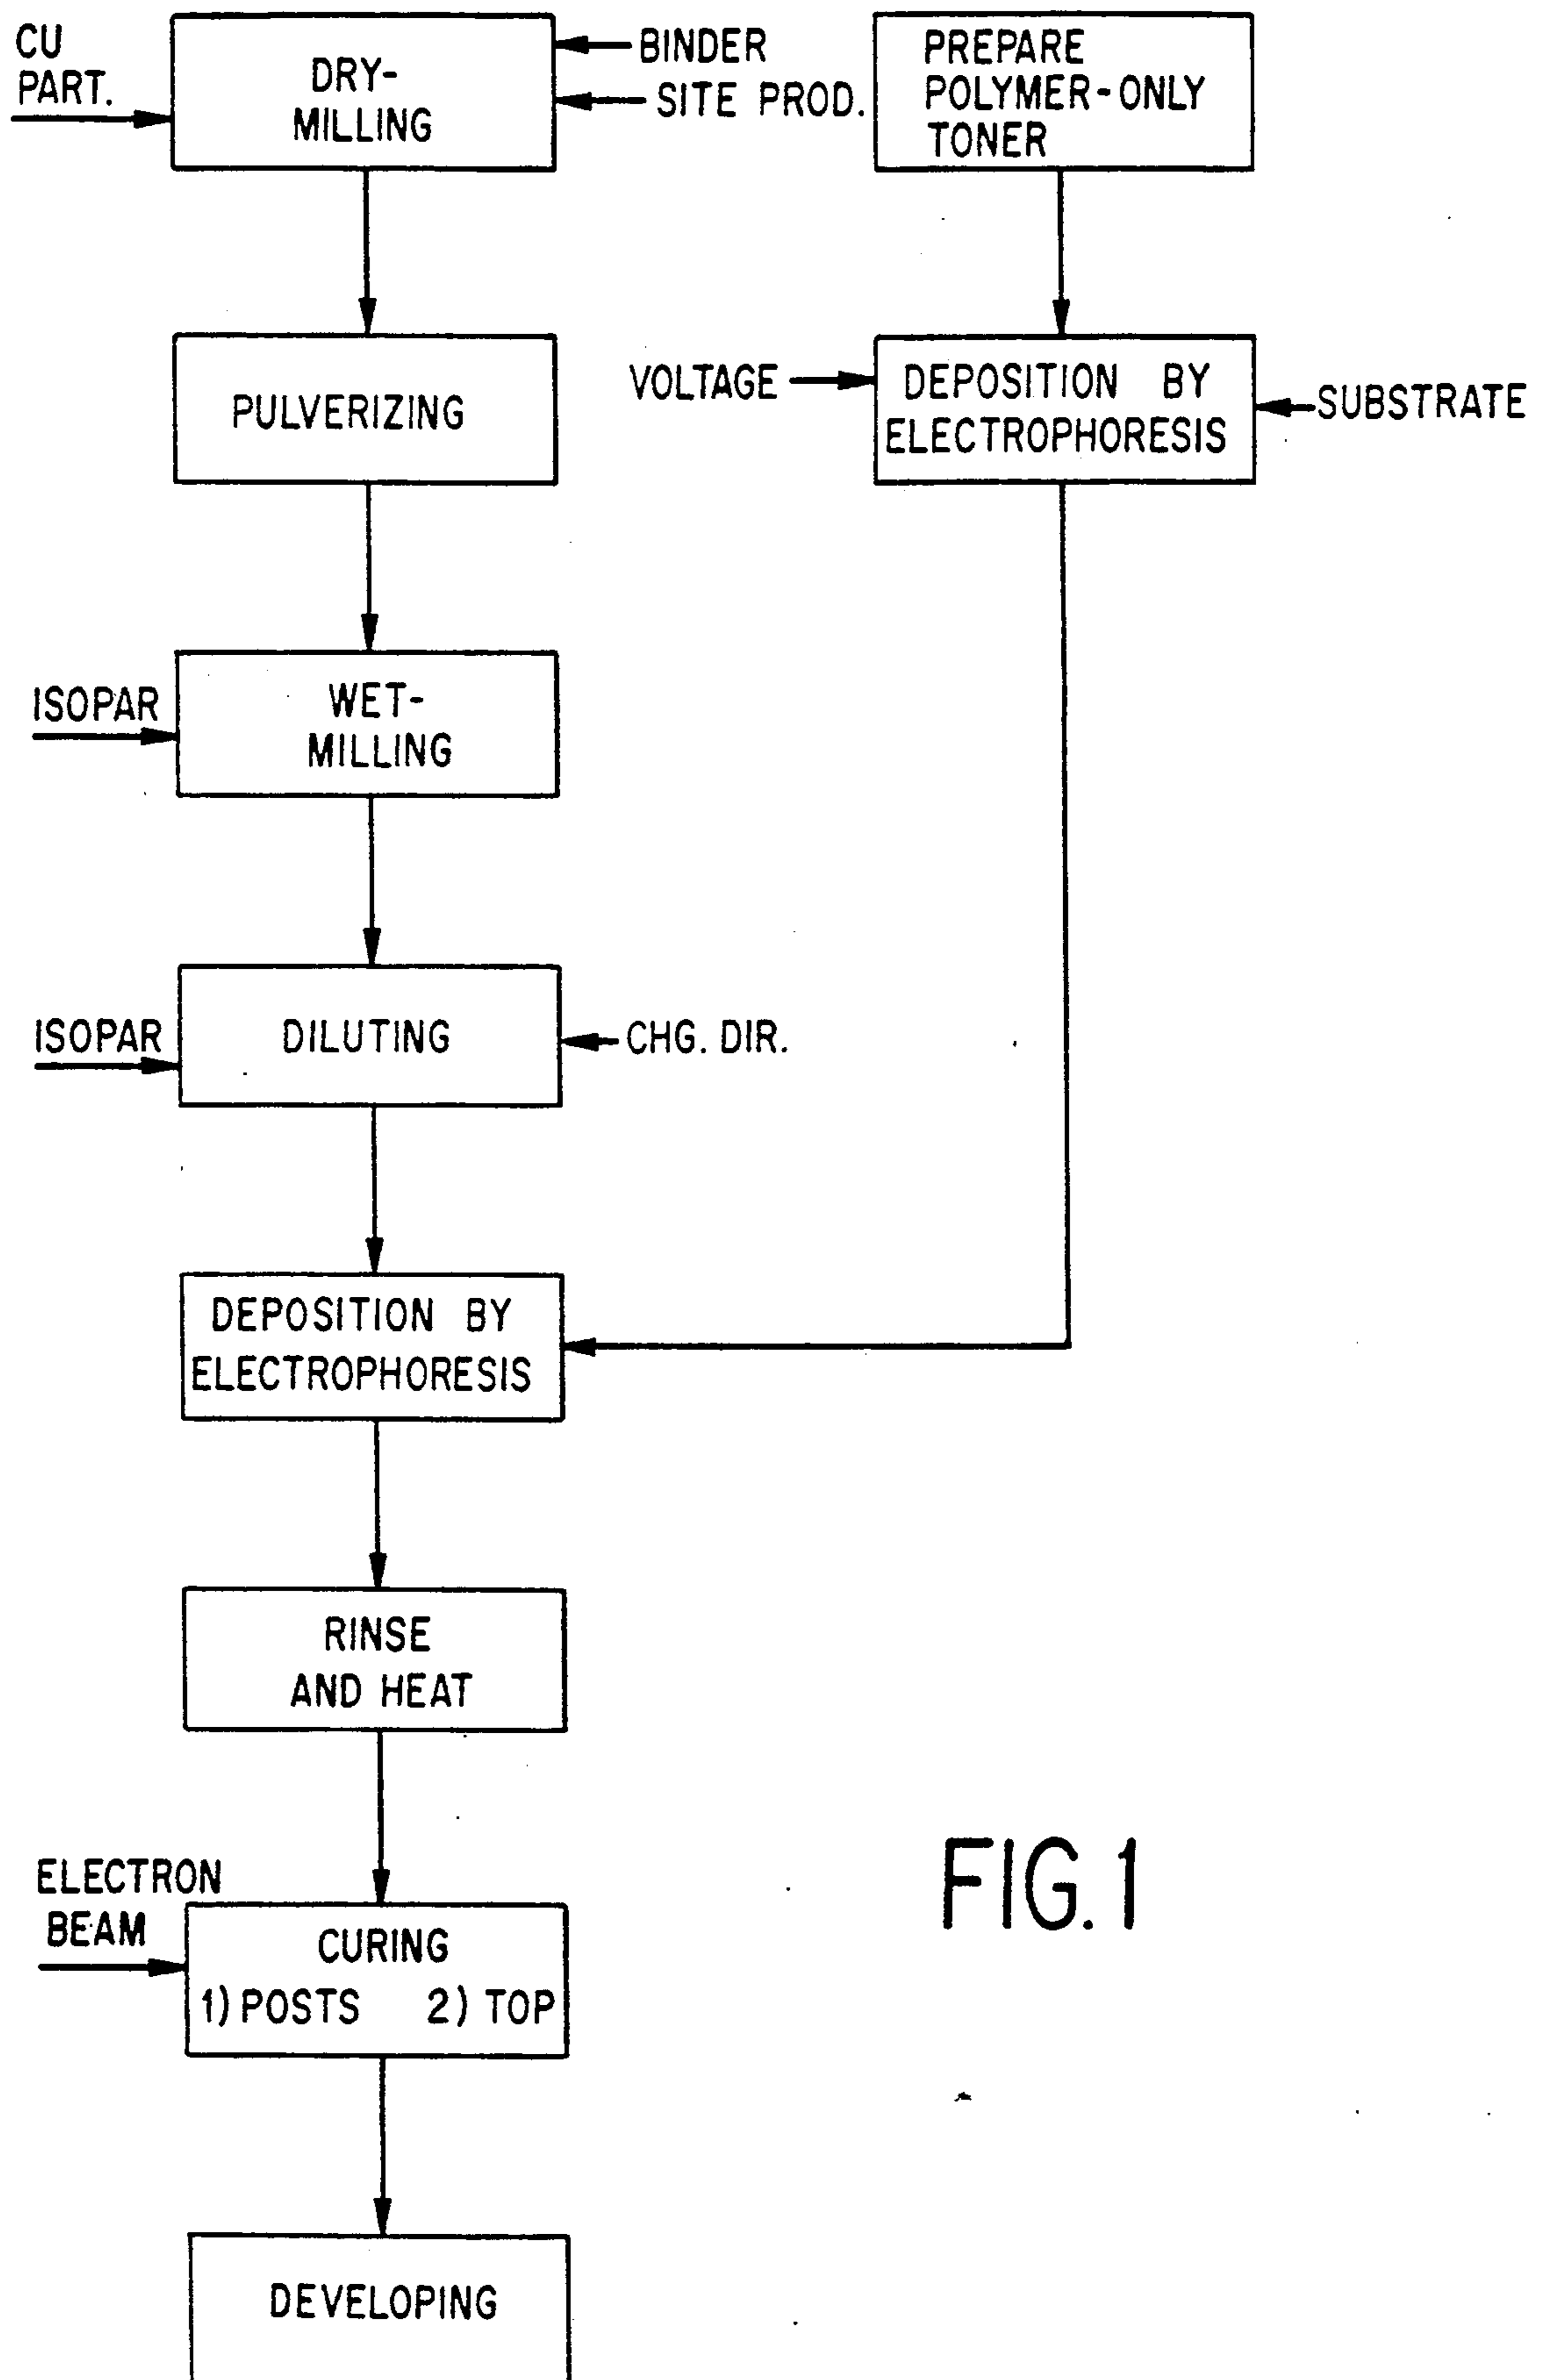 CU
PART.
DRY-
MILLING
BINDER
SITE PROD.
PREPARE
POLYMER-ONLY
TONER
PULVERIZING
VOLTAGE
DEPOSITION BY
ELECTROPHORESIS
SUBSTRATE
ISOPAR
WET-
MILLING
ISOPAR
DILUTING
CHG. DIR.
DEPOSITION BY
ELECTROPHORESIS
RINSE
AND HEAT
ELECTRON
BEAM
CURING
1) POSTS 2) TOP
FIG. 1
DEVELOPING